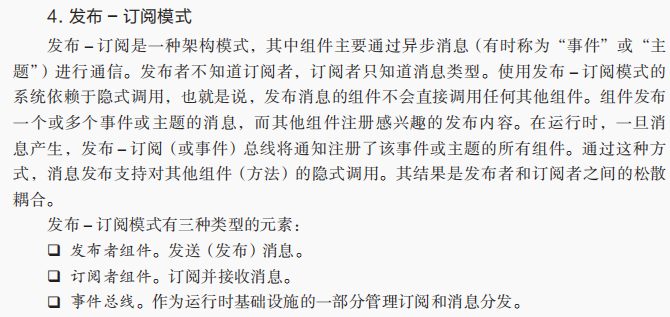 4. 发布 – 订阅模式
发布 – 订阅是一种架构模式，其中组件主要通过异步消息（有时称为“事件”或“主
题”）进行通信。发布者不知道订阅者，订阅者只知道消息类型。使用发布 – 订阅模式的
系统依赖于隐式调用，也就是说，发布消息的组件不会直接调用任何其他组件。组件发布
一个或多个事件或主题的消息，而其他组件注册感兴趣的发布内容。在运行时，一旦消
息产生，发布 – 订阅（或事件）总线将通知注册了该事件或主题的所有组件。通过这种方
式，消息发布支持对其他组件（方法）的隐式调用。其结果是发布者和订阅者之间的松散
耦合。
发布 – 订阅模式有三种类型的元素：
❑ 发布者组件。发送（发布）消息。
❑ 订阅者组件。订阅并接收消息。
❑ 事件总线。作为运行时基础设施的一部分管理订阅和消息分发。